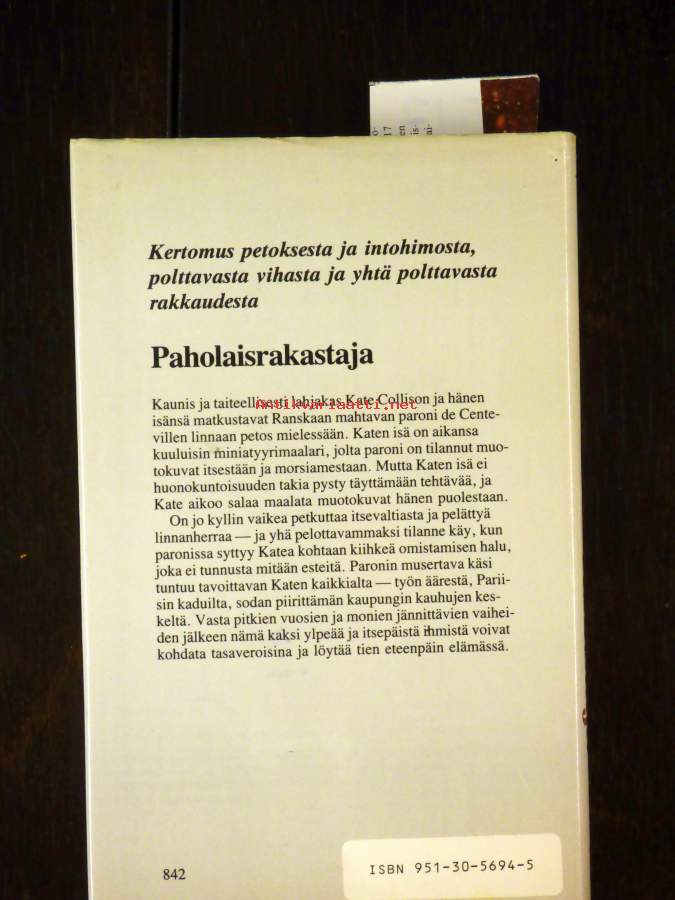 17
en
is-
ai-
Kertomus petoksesta ja intohimosta,
polttavasta vihasta ja yhtä polttavasta
rakkaudesta
Paholaisrakastaja
Kaunis ja taiteellisesti lahjakas Kate Collison ja hänen
antikvariaatti.net
isänsä matkustavat Ranskaan mahtavan paroni de Cente-
villen linnaan petos mielessään. Katen isä on aikansa
kuuluisin miniatyyrimaalari, jolta paroni on tilannut muo-
tokuvat itsestään ja morsiamestaan. Mutta Katen isä ei
huonokuntoisuuden takia pysty täyttämään tehtävää, ja
Kate aikoo salaa maalata muotokuvat hänen puolestaan.
On jo kyllin vaikea petkuttaa itsevaltiasta ja pelättyä
linnanherraa — ja yhä pelottavammaksi tilanne käy, kun
paronissa syttyy Katea kohtaan kiihkeä omistamisen halu,
joka ei tunnusta mitään esteitä. Paronin musertava käsi
tuntuu tavoittavan Katen kaikkialta — työn äärestä, Parii-
sin kaduilta, sodan piirittämän kaupungin kauhujen kes-
keltä. Vasta pitkien vuosien ja monien jännittävien vaihei-
den jälkeen nämä kaksi ylpeää ja itsepäistä ihmistä voivat
kohdata tasaveroisina ja löytää tien eteenpäin elämässä.
842
ISBN 951-30-5694-5